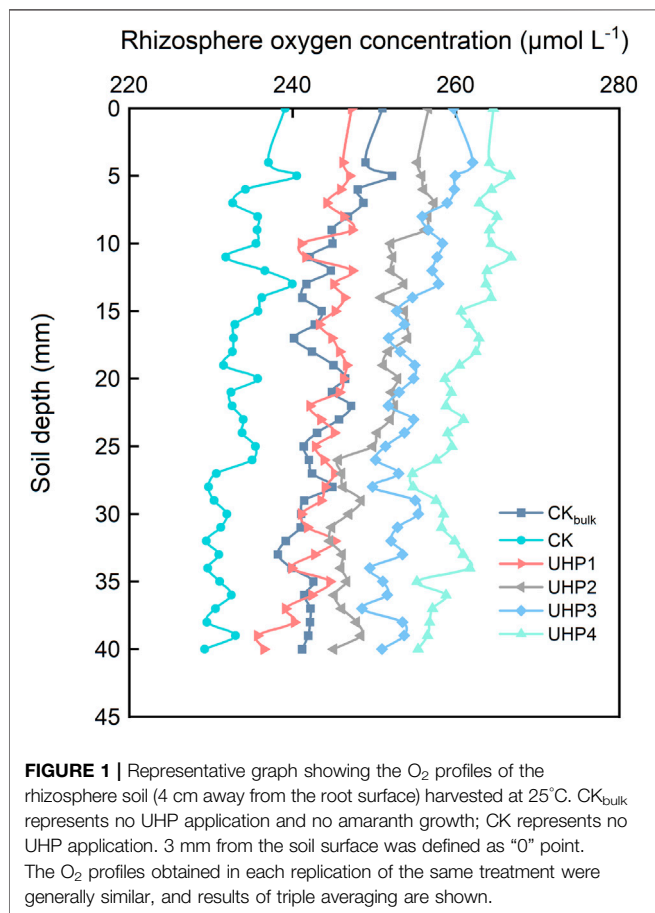 Rhizosphere oxygen concentration (μmol L⁻¹)
220 240 260 280
0
5
10
15
20
25
30
35
40
45
Soil depth (mm)
CKbulk
CK
UHP1
UHP2
UHP3
UHP4
FIGURE 1 | Representative graph showing the O₂ profiles of the
rhizosphere soil (4 cm away from the root surface) harvested at 25°C. CKbulk
represents no UHP application and no amaranth growth; CK represents no
UHP application. 3 mm from the soil surface was defined as “0” point.
The O₂ profiles obtained in each replication of the same treatment were
generally similar, and results of triple averaging are shown.